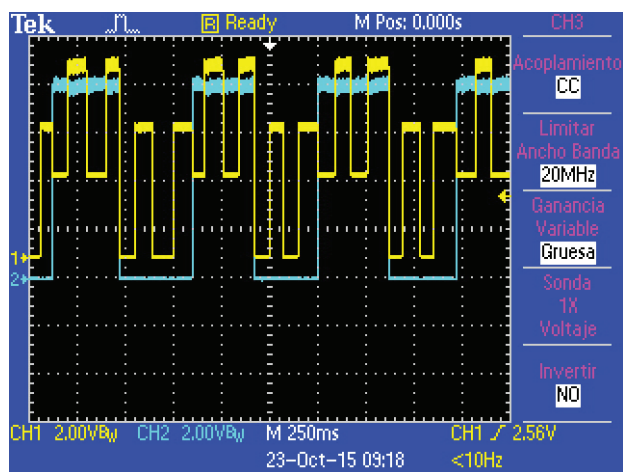 Tek R Ready M Pos: 0.000s CH3
Acoplamiento
CC
Limitar
Ancho Banda
20MHz
Ganancia
Variable
Gruesa
Sonda
1X
Voltaje
Invertir
NO
1
2
CH1 2.00VBw CH2 2.00VBw M 250ms CH1 2.56V
23-Oct-15 09:18 <10Hz